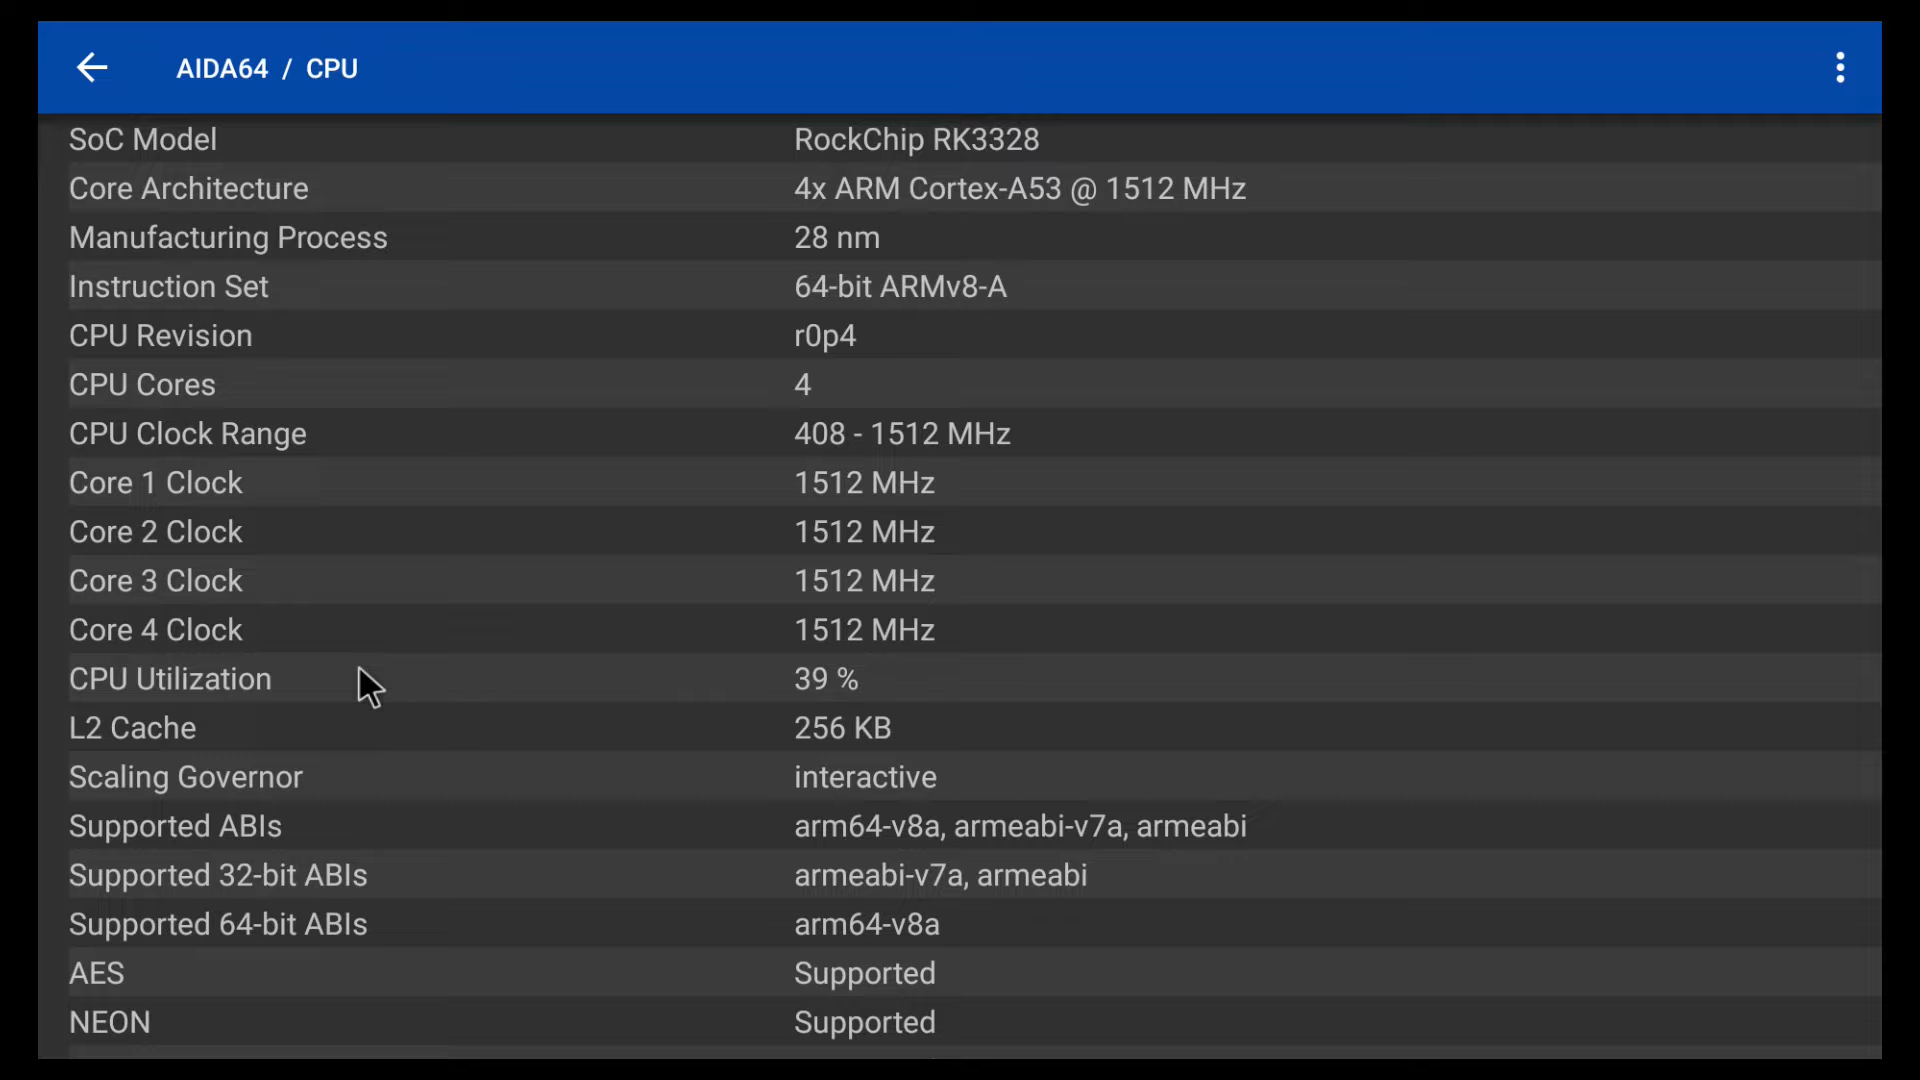 AIDA64 / CPU
SoC Model RockChip RK3328
Core Architecture 4x ARM Cortex-A53 @ 1512 MHz
Manufacturing Process 28 nm
Instruction Set 64-bit ARMv8-A
CPU Revision r0p4
CPU Cores 4
CPU Clock Range 408 - 1512 MHz
Core 1 Clock 1512 MHz
Core 2 Clock 1512 MHz
Core 3 Clock 1512 MHz
Core 4 Clock 1512 MHz
CPU Utilization 39 %
L2 Cache 256 KB
Scaling Governor interactive
Supported ABIs arm64-v8a, armeabi-v7a, armeabi
Supported 32-bit ABIs armeabi-v7a, armeabi
Supported 64-bit ABIs arm64-v8a
AES Supported
NEON Supported